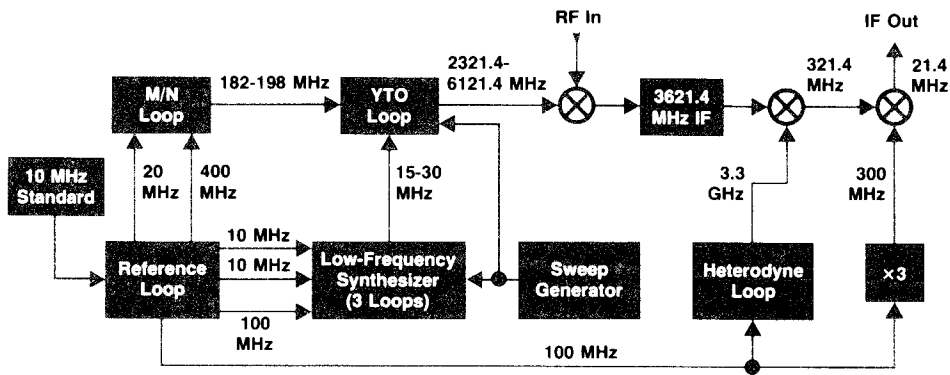 RF In
IF Out
M/N
Loop
182-198 MHz
YTO
Loop
2321.4-
6121.4 MHz
3621.4
MHz IF
321.4
MHz
21.4
MHz
10 MHz
Standard
20
MHz
400
MHz
15-30
MHz
3.3
GHz
300
MHz
Reference
Loop
10 MHz
10 MHz
100
MHz
Low-Frequency
Synthesizer
(3 Loops)
Sweep
Generator
Heterodyne
Loop
×3
100 MHz